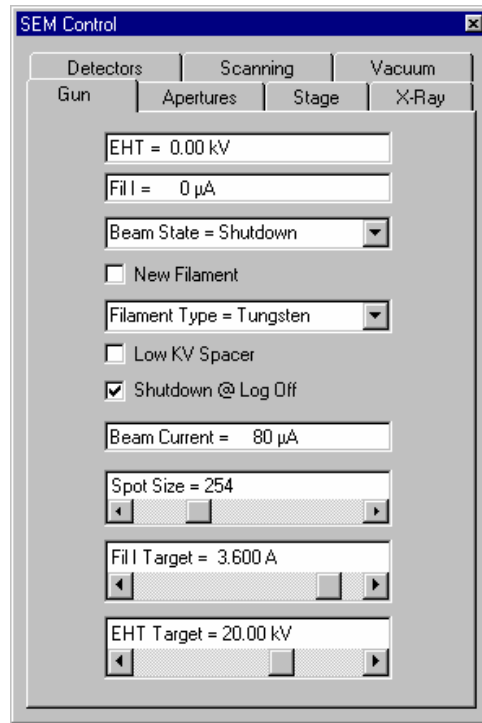 SEM Control
Detectors Scanning Vacuum
Gun Apertures Stage X-Ray
EHT = 0.00 kV
Fil I = 0 µA
Beam State = Shutdown
New Filament
Filament Type = Tungsten
Low KV Spacer
Shutdown @ Log Off
Beam Current = 80 µA
Spot Size = 254
Fil I Target = 3.600 A
EHT Target = 20.00 kV